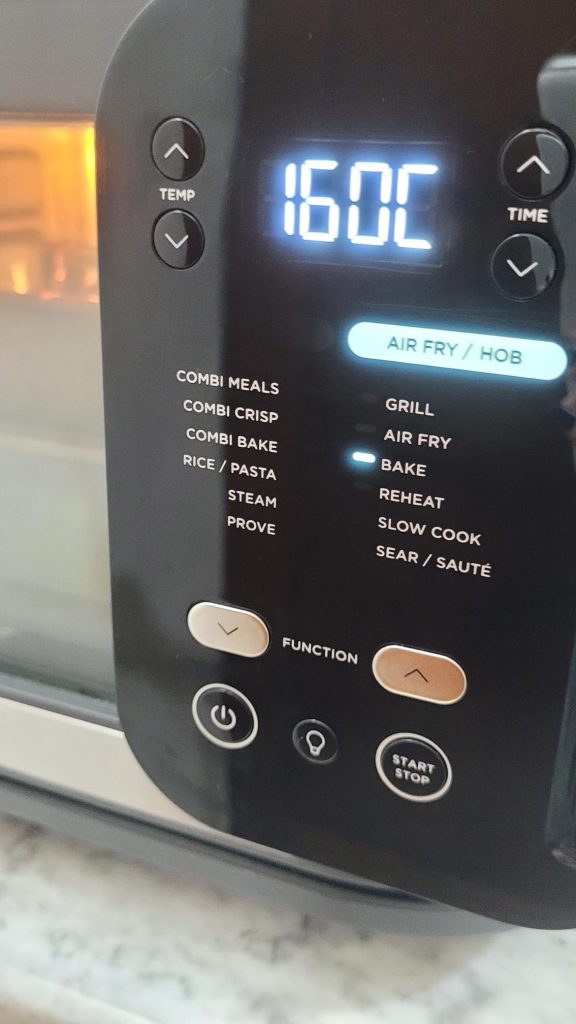 160C
TEMP
TIME
AIR FRY / HOB
COMBI MEALS
COMBI CRISP
COMBI BAKE
RICE / PASTA
STEAM
PROVE
GRILL
AIR FRY
BAKE
REHEAT
SLOW COOK
SEAR / SAUTÉ
FUNCTION
START
STOP